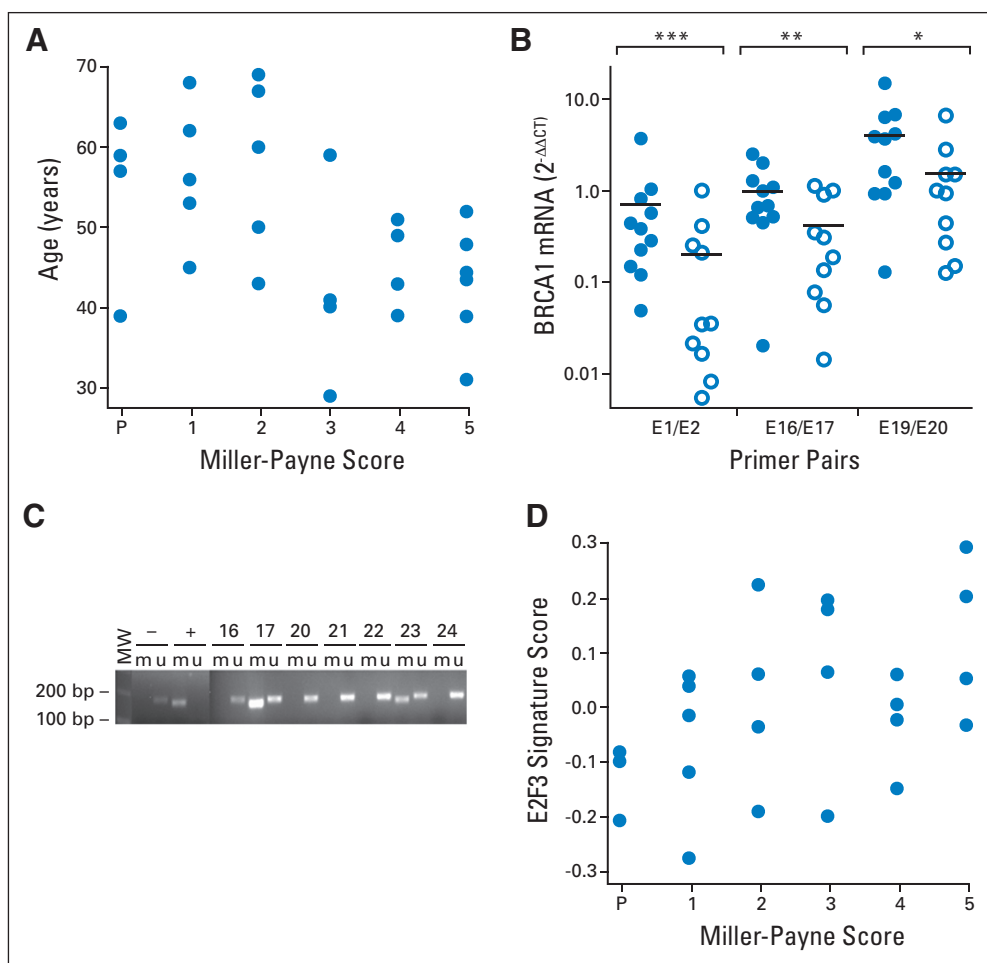 A
Age (years)
70
60
50
40
30
P 1 2 3 4 5
Miller-Payne Score
B
*** ** *
BRCA1 mRNA (2-ΔΔCT)
10.0
1.0
0.1
0.01
E1/E2 E16/E17 E19/E20
Primer Pairs
C
MW – + 16 17 20 21 22 23 24
m u m u m u m u m u m u m u m u m u
200 bp –
100 bp –
D
E2F3 Signature Score
0.3
0.2
0.1
0.0
-0.1
-0.2
-0.3
P 1 2 3 4 5
Miller-Payne Score